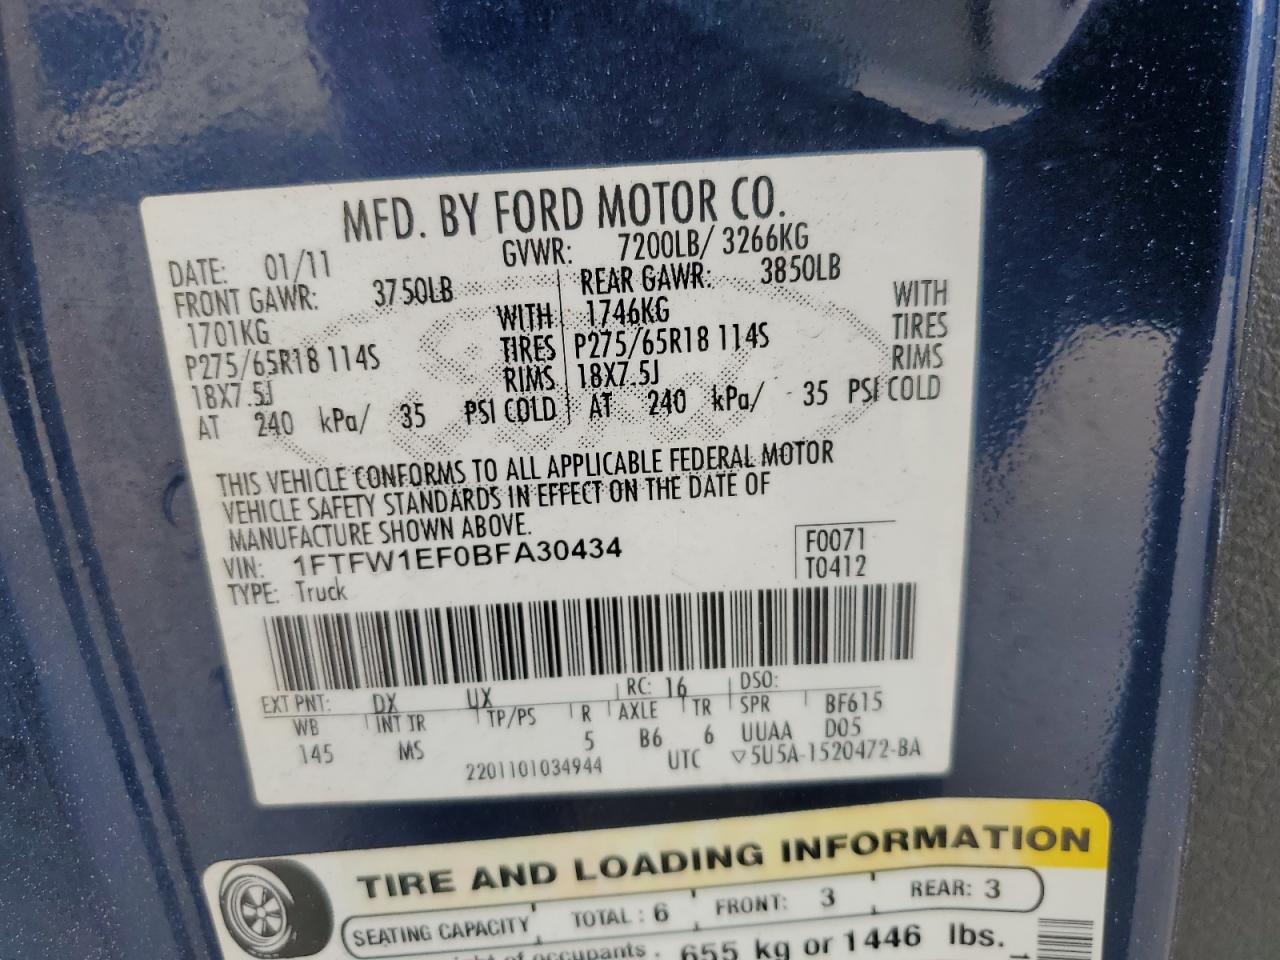 MFD. BY FORD MOTOR CO.
DATE: 01/11 GVWR: 7200LB/ 3266KG
FRONT GAWR: 3750LB REAR GAWR: 3850LB
1701KG WITH 1746KG WITH
P275/65R18 114S TIRES P275/65R18 114S TIRES
18X7.5J RIMS 18X7.5J RIMS
AT 240 kPa/ 35 PSI COLD AT 240 kPa/ 35 PSI COLD
THIS VEHICLE CONFORMS TO ALL APPLICABLE FEDERAL MOTOR
VEHICLE SAFETY STANDARDS IN EFFECT ON THE DATE OF
MANUFACTURE SHOWN ABOVE.
VIN: 1FTFW1EF0BFA30434 F0071
TYPE: Truck T0412
EXT PNT: DX UX RC: 16 DSO:
WB INT TR TP/PS R AXLE TR SPR BF615
145 MS 5 B6 6 UUAA D05
2201101034944 UTC ▽5U5A-1520472-BA
TIRE AND LOADING INFORMATION
SEATING CAPACITY TOTAL : 6 FRONT: 3 REAR: 3
of occupants 655 kg or 1446 lbs.